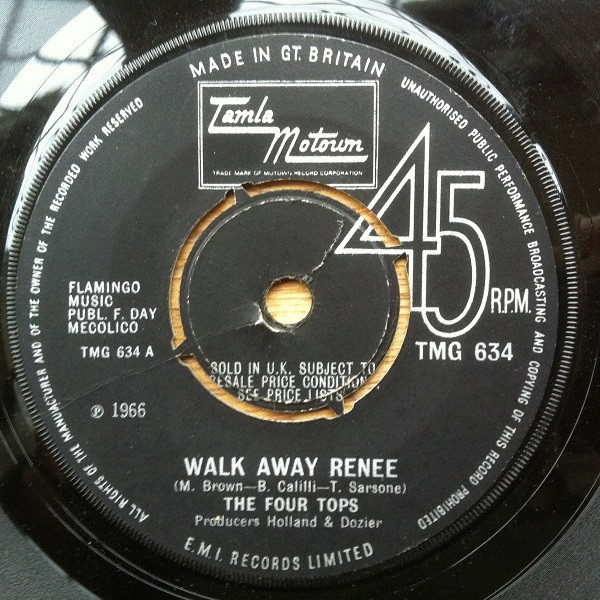 MADE IN GT. BRITAIN
Tamla
Motown
TRADE MARK OF MOTOWN RECORD CORPORATION
45
R.P.M.
TMG 634
FLAMINGO
MUSIC
PUBL. F. DAY
MECOLICO
TMG 634 A
℗ 1966
SOLD IN U.K. SUBJECT TO
RESALE PRICE CONDITION
SEE PRICE LISTS
WALK AWAY RENEE
(M. Brown—B. Calilli—T. Sarsone)
THE FOUR TOPS
Producers Holland & Dozier
E.M.I. RECORDS LIMITED
ALL RIGHTS OF THE MANUFACTURER AND OF THE OWNER OF THE RECORDED WORK RESERVED
UNAUTHORISED PUBLIC PERFORMANCE BROADCASTING AND COPYING OF THIS RECORD PROHIBITED